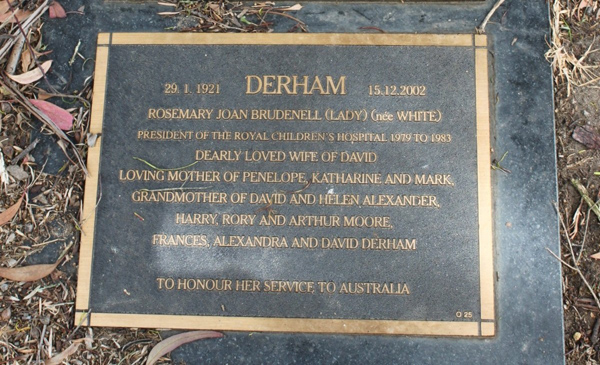 29. 1. 1921 DERHAM 15.12.2002
ROSEMARY JOAN BRUDENELL (LADY) (née WHITE)
PRESIDENT OF THE ROYAL CHILDREN'S HOSPITAL 1979 TO 1983
DEARLY LOVED WIFE OF DAVID
LOVING MOTHER OF PENELOPE, KATHARINE AND MARK,
GRANDMOTHER OF DAVID AND HELEN ALEXANDER,
HARRY, RORY AND ARTHUR MOORE,
FRANCES, ALEXANDRA AND DAVID DERHAM
TO HONOUR HER SERVICE TO AUSTRALIA
O 25